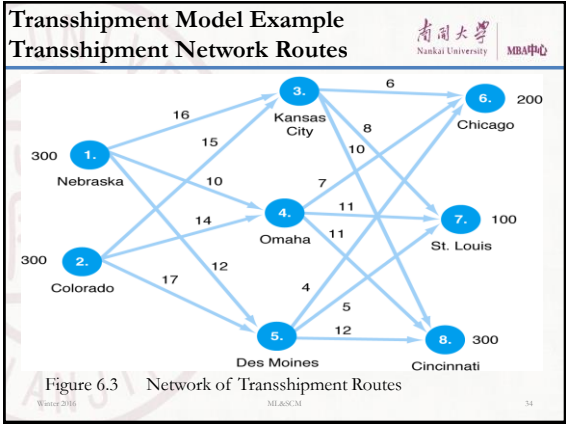 Transshipment Model Example
Transshipment Network Routes
南開大學
Nankai University
MBA中心
3.
Kansas
City
6
6.
200
Chicago
16
15
8
10
300
1.
Nebraska
10
7
4.
Omaha
11
11
7.
100
St. Louis
14
300
2.
Colorado
17
12
4
5
12
5.
Des Moines
8.
300
Cincinnati
Figure 6.3 Network of Transshipment Routes
Winter 2016
ML&SCM
34